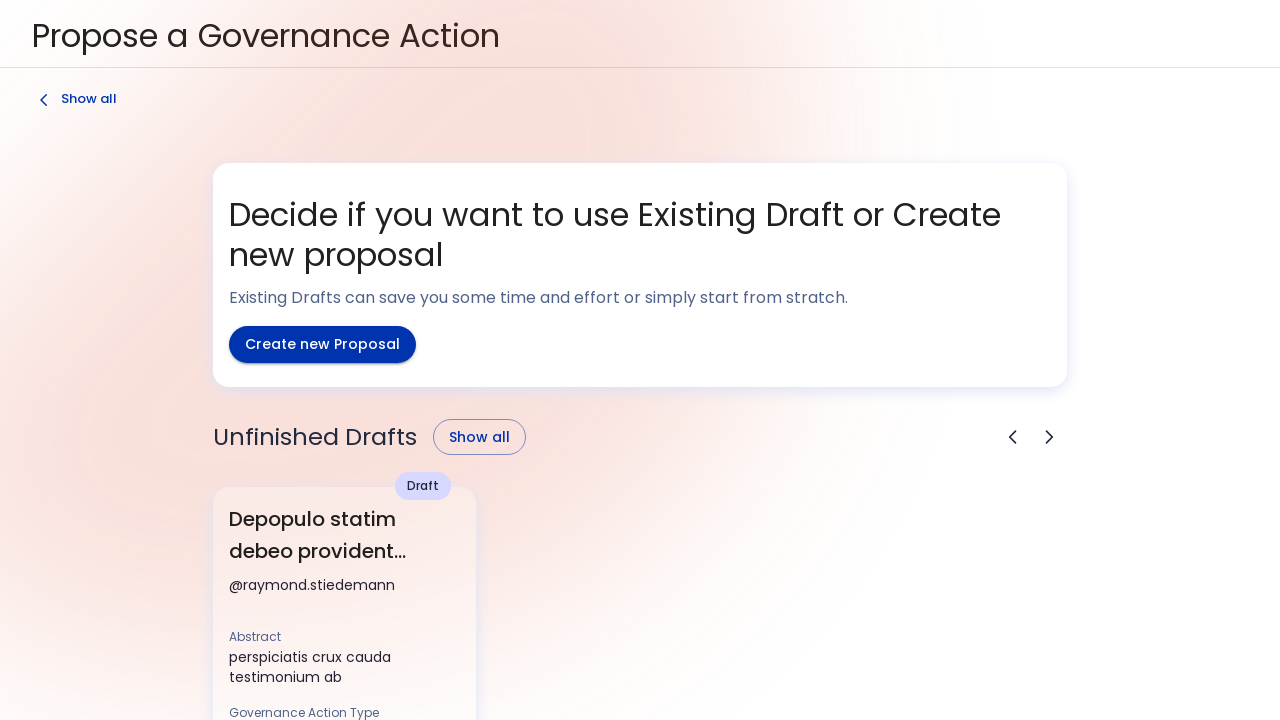 Propose a Governance Action
Show all
Decide if you want to use Existing Draft or Create
new proposal
Existing Drafts can save you some time and effort or simply start from stratch.
Create new Proposal
Unfinished Drafts
Show all
Draft
Depopulo statim
debeo provident...
@raymond.stiedemann
Abstract
perspiciatis crux cauda
testimonium ab
Governance Action Type